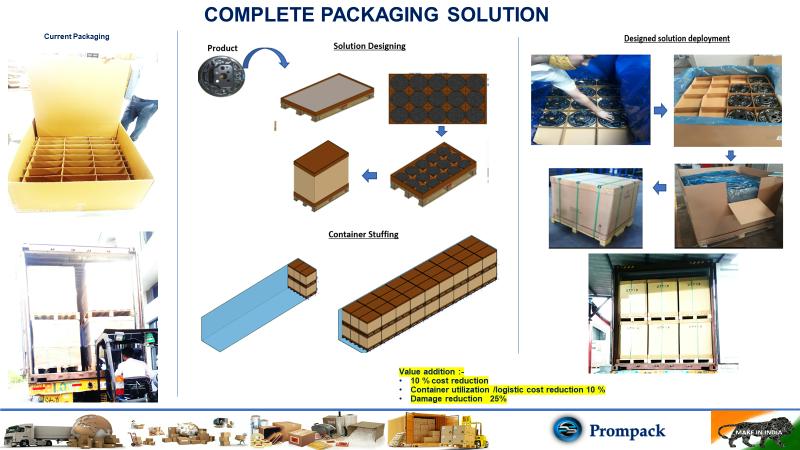 COMPLETE PACKAGING SOLUTION
Current Packaging
Product
Solution Designing
Designed solution deployment
Container Stuffing
Value addition :-
• 10 % cost reduction
• Container utilization /logistic cost reduction 10 %
• Damage reduction 25%
Prompack
MAKE IN INDIA